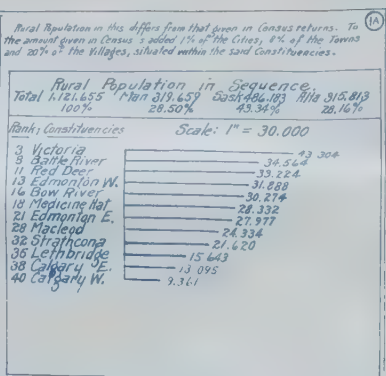 1A
Rural Population in this differs from that given in Census returns. To
the amount given in Census is added 1% of the Cities, 8% of the Towns
and 20% of the Villages, situated within the said Constituencies.
Rural Population in Sequence.
Total 1.121.655 Man 319.659 Sask 486.183 Alta 315.813
100% 28.50% 43.34% 28.16%
Rank; Constituencies Scale: 1" = 30.000
3 Victoria 43 304
9 Battle River 34.564
11 Red Deer 33.224
13 Edmonton W. 31.888
16 Bow River 30.274
18 Medicine Hat 28.332
21 Edmonton E. 27.977
28 Macleod 24.334
32 Strathcona 21.620
36 Lethbridge 15 643
38 Calgary E. 13 095
40 Calgary W. 9.361